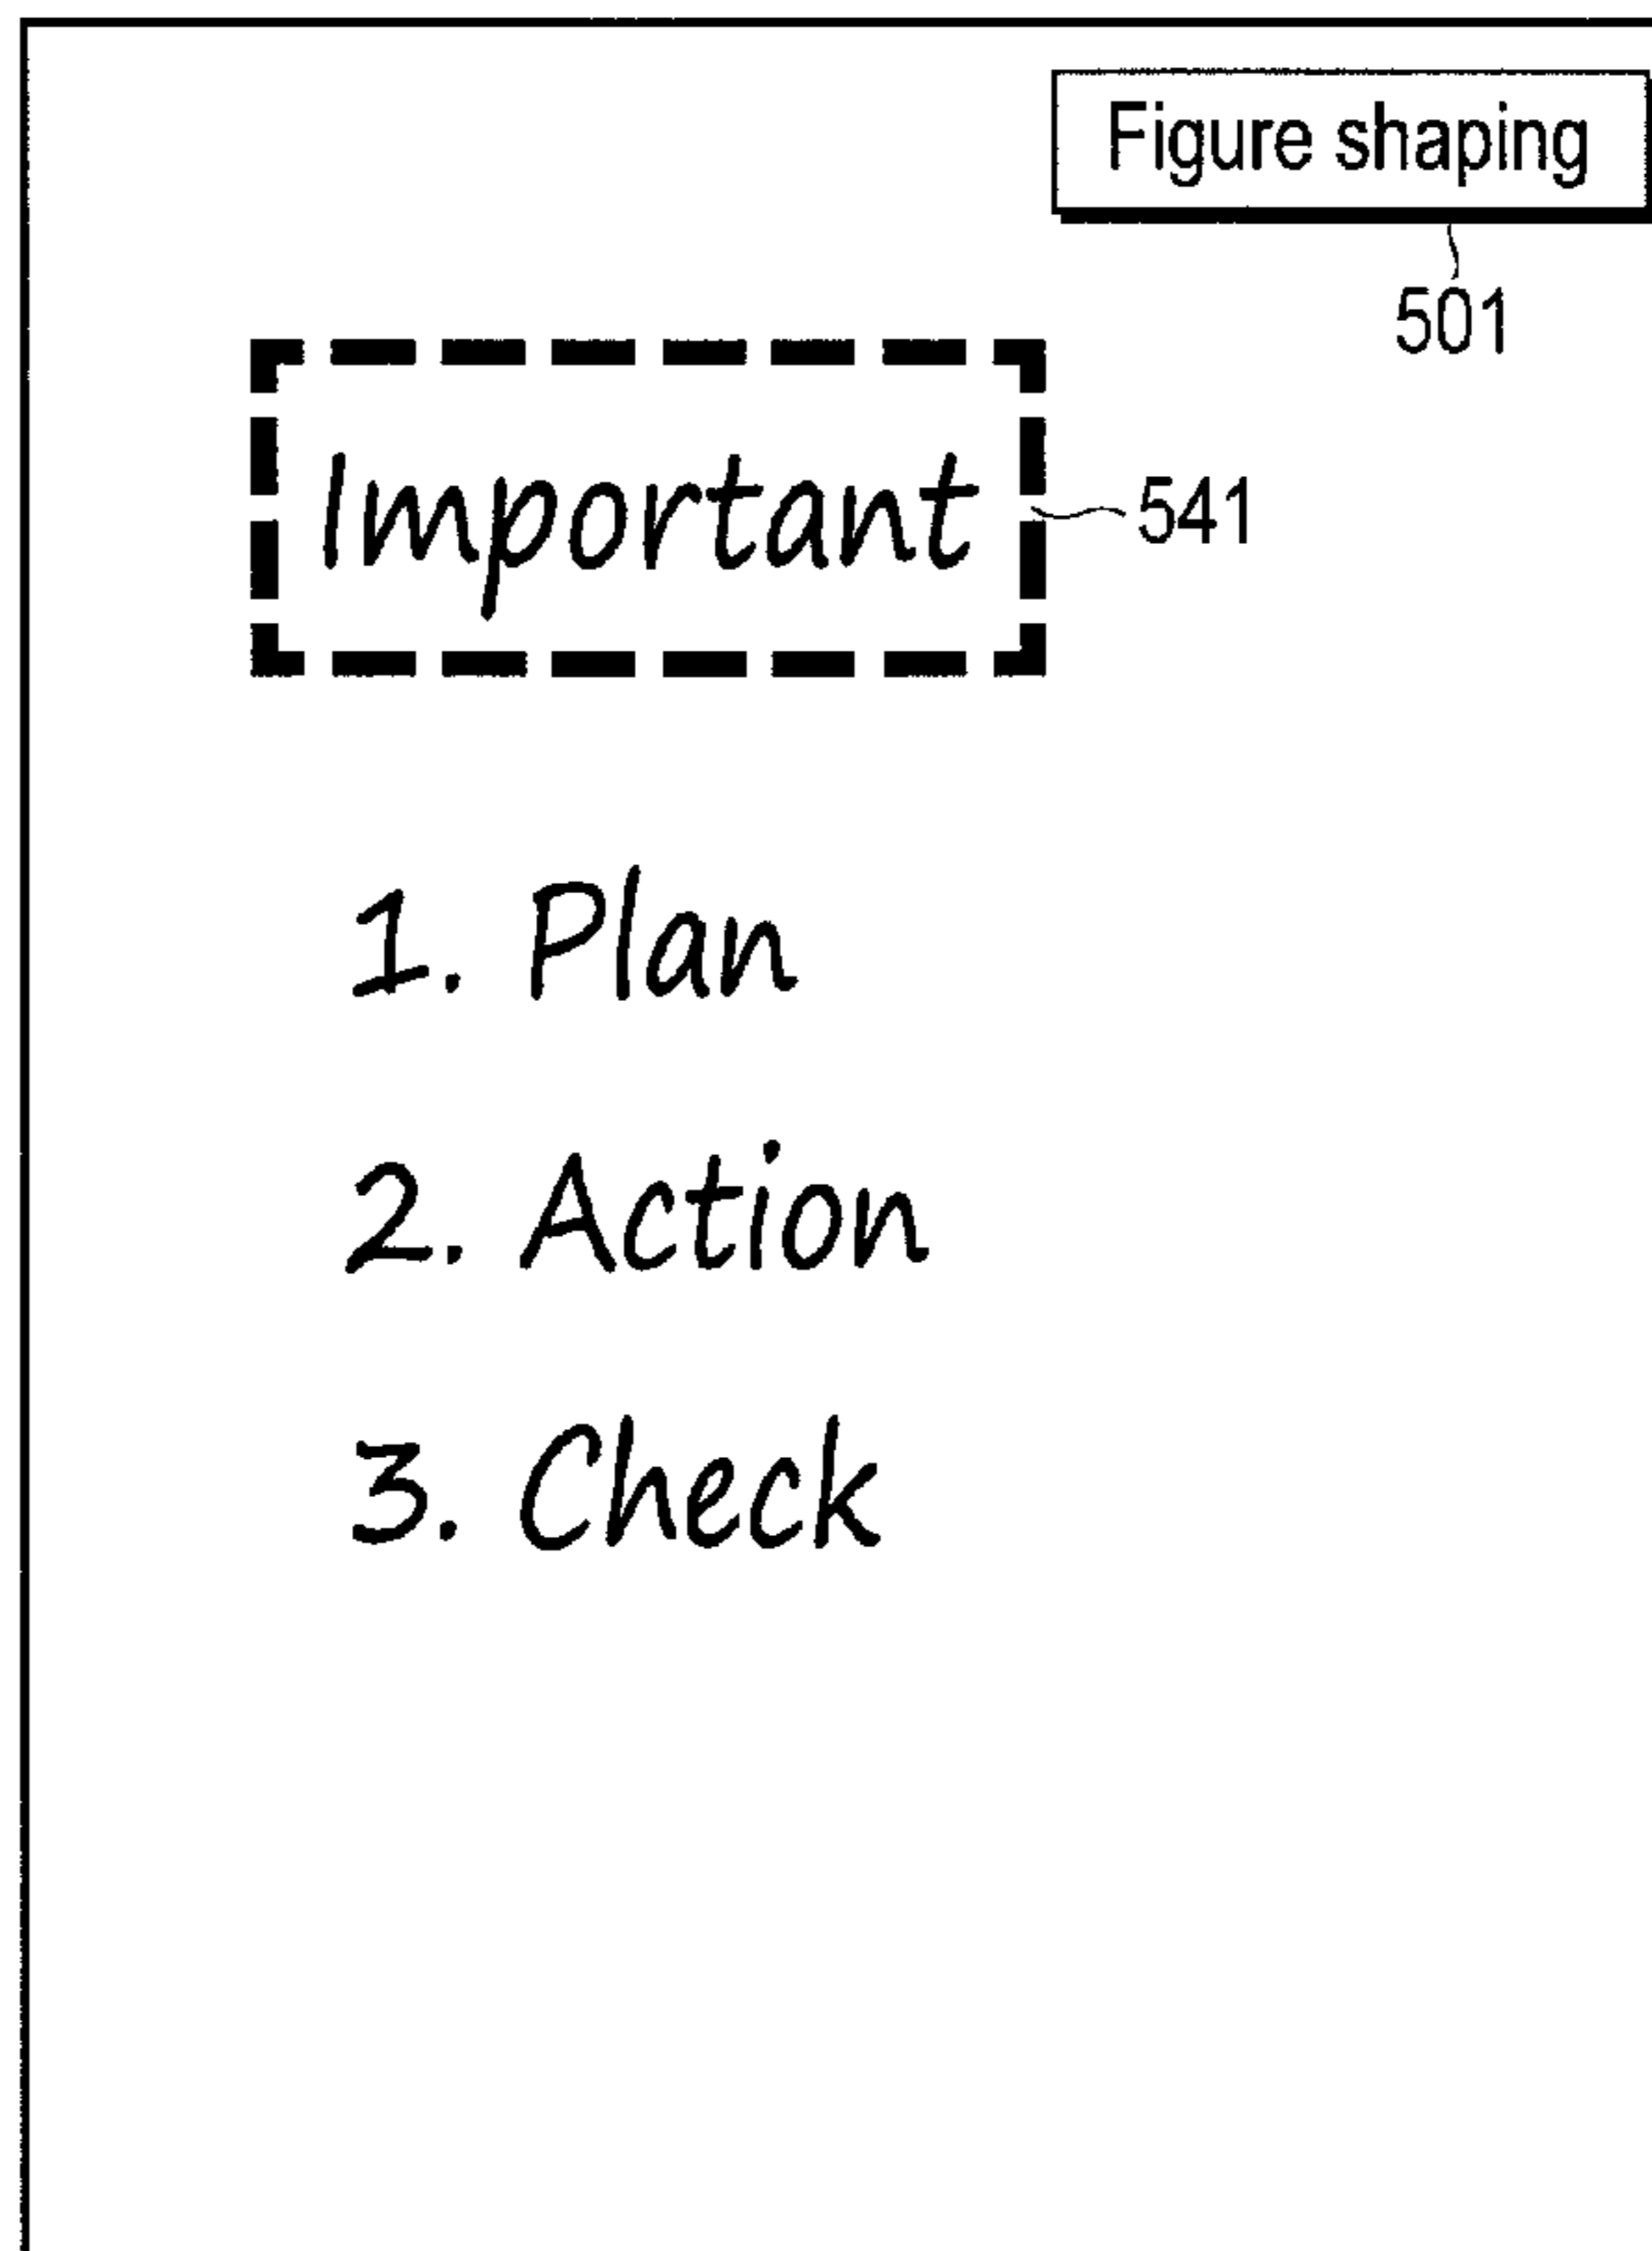 Figure shaping
501
Important
541
1. Plan
2. Action
3. Check